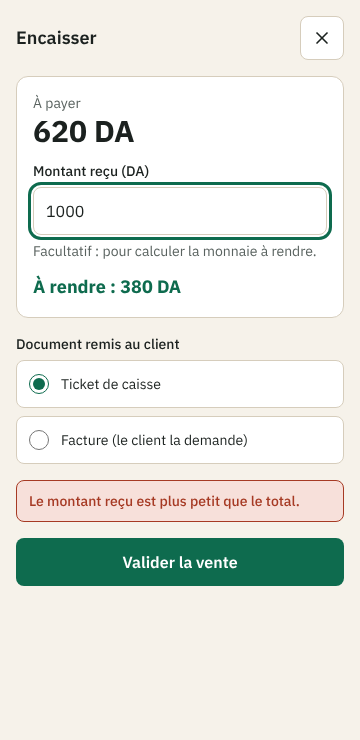 Encaisser
À payer
620 DA
Montant reçu (DA)
1000
Facultatif : pour calculer la monnaie à rendre.
À rendre : 380 DA
Document remis au client
Ticket de caisse
Facture (le client la demande)
Le montant reçu est plus petit que le total.
Valider la vente